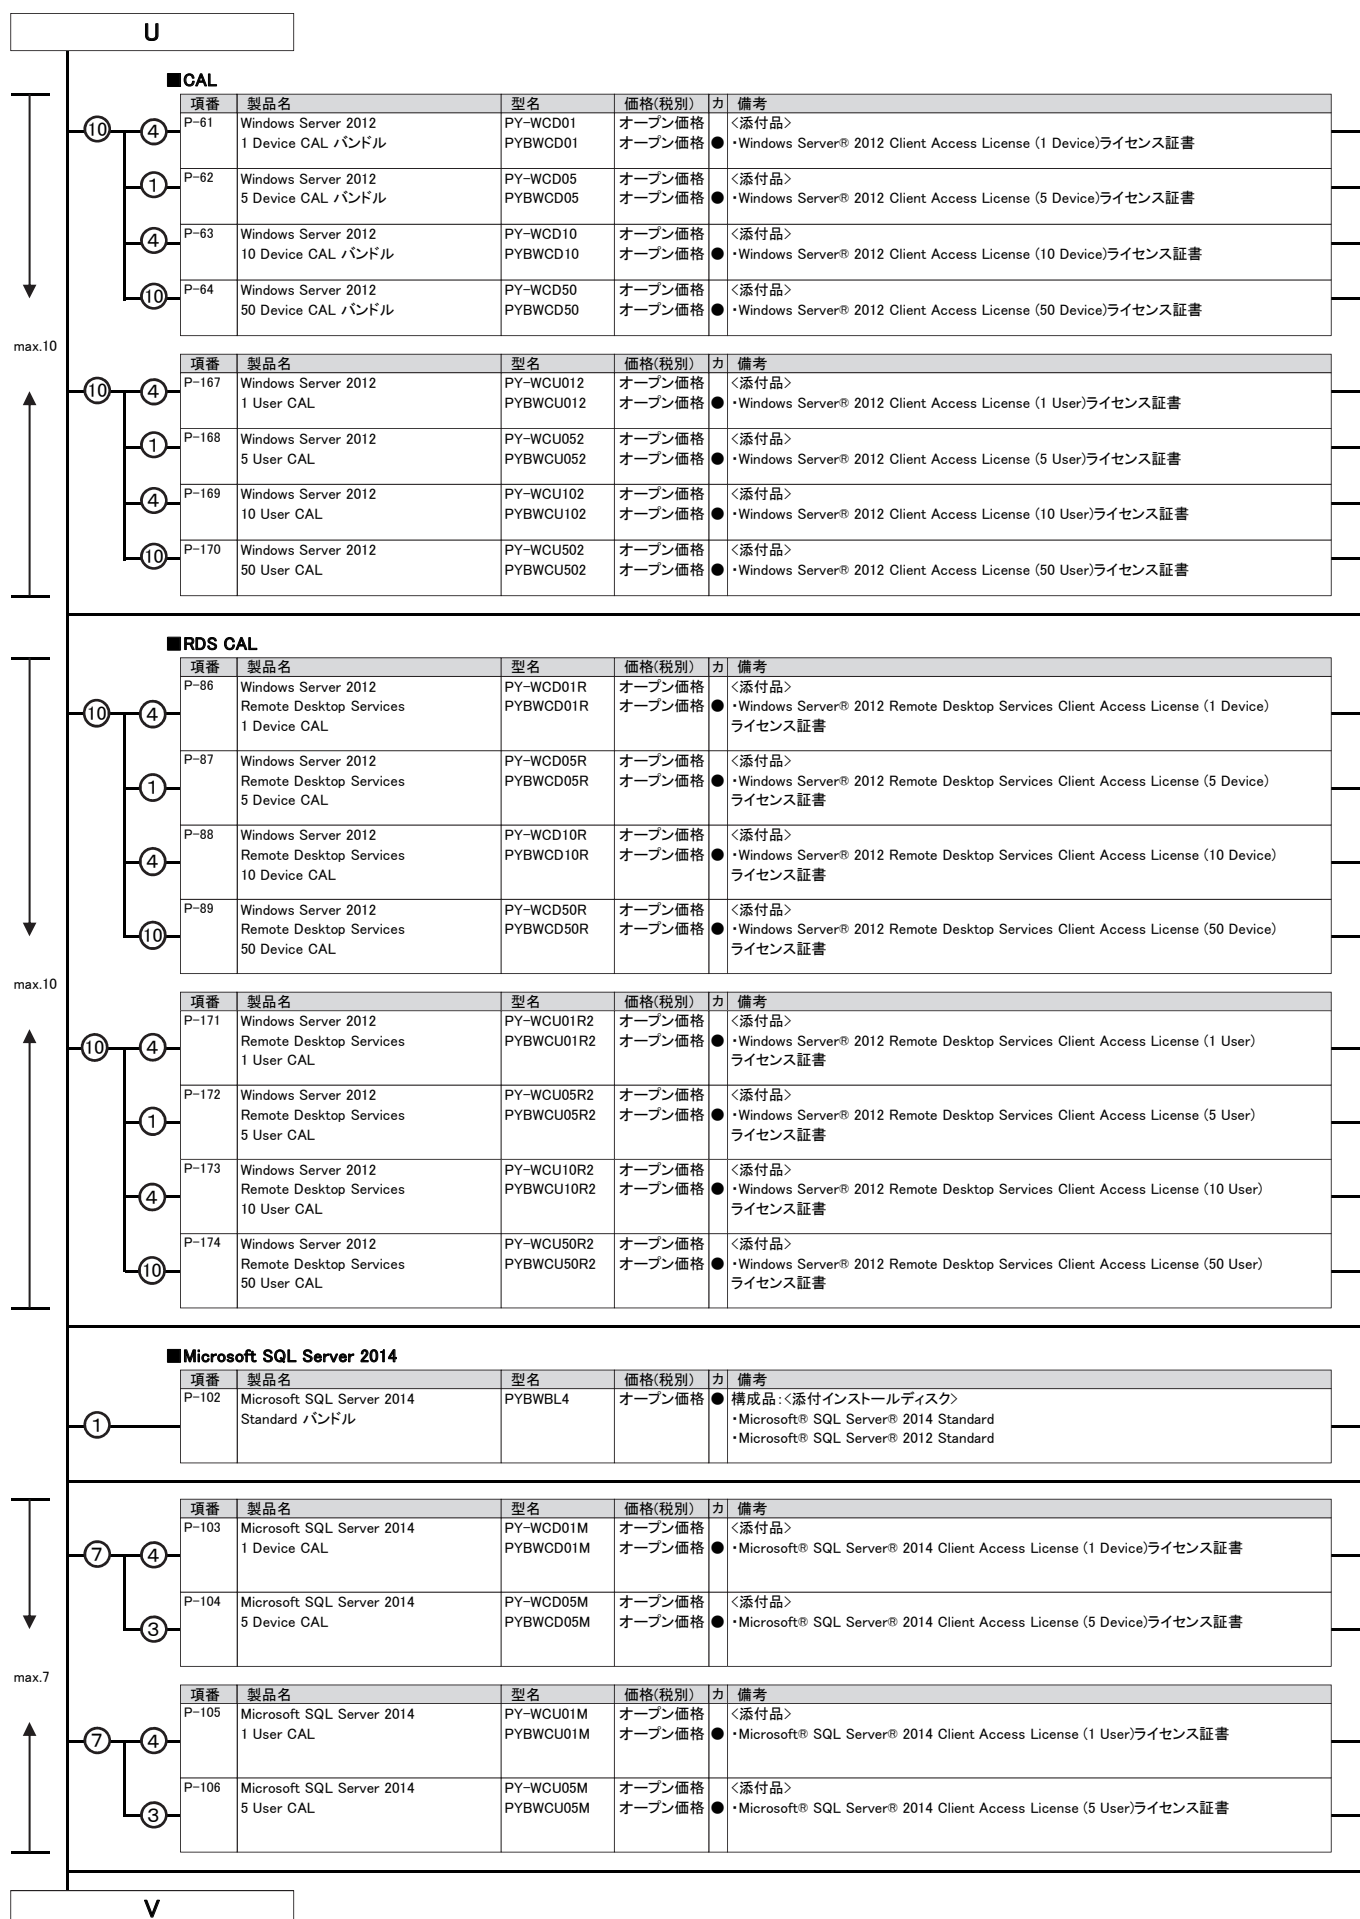 U
■CAL
項番 製品名 型名 価格(税別) カ 備考
⑩ ④ P-61 Windows Server 2012 PY-WCD01 オープン価格 <添付品>
1 Device CAL バンドル PYBWCD01 オープン価格 ● ・Windows Server® 2012 Client Access License (1 Device)ライセンス証書
① P-62 Windows Server 2012 PY-WCD05 オープン価格 <添付品>
5 Device CAL バンドル PYBWCD05 オープン価格 ● ・Windows Server® 2012 Client Access License (5 Device)ライセンス証書
④ P-63 Windows Server 2012 PY-WCD10 オープン価格 <添付品>
10 Device CAL バンドル PYBWCD10 オープン価格 ● ・Windows Server® 2012 Client Access License (10 Device)ライセンス証書
⑩ P-64 Windows Server 2012 PY-WCD50 オープン価格 <添付品>
50 Device CAL バンドル PYBWCD50 オープン価格 ● ・Windows Server® 2012 Client Access License (50 Device)ライセンス証書
max.10
項番 製品名 型名 価格(税別) カ 備考
⑩ ④ P-167 Windows Server 2012 PY-WCU012 オープン価格 <添付品>
1 User CAL PYBWCU012 オープン価格 ● ・Windows Server® 2012 Client Access License (1 User)ライセンス証書
① P-168 Windows Server 2012 PY-WCU052 オープン価格 <添付品>
5 User CAL PYBWCU052 オープン価格 ● ・Windows Server® 2012 Client Access License (5 User)ライセンス証書
④ P-169 Windows Server 2012 PY-WCU102 オープン価格 <添付品>
10 User CAL PYBWCU102 オープン価格 ● ・Windows Server® 2012 Client Access License (10 User)ライセンス証書
⑩ P-170 Windows Server 2012 PY-WCU502 オープン価格 <添付品>
50 User CAL PYBWCU502 オープン価格 ● ・Windows Server® 2012 Client Access License (50 User)ライセンス証書
■RDS CAL
項番 製品名 型名 価格(税別) カ 備考
⑩ ④ P-86 Windows Server 2012 PY-WCD01R オープン価格 <添付品>
Remote Desktop Services PYBWCD01R オープン価格 ● ・Windows Server® 2012 Remote Desktop Services Client Access License (1 Device)
1 Device CAL ライセンス証書
① P-87 Windows Server 2012 PY-WCD05R オープン価格 <添付品>
Remote Desktop Services PYBWCD05R オープン価格 ● ・Windows Server® 2012 Remote Desktop Services Client Access License (5 Device)
5 Device CAL ライセンス証書
④ P-88 Windows Server 2012 PY-WCD10R オープン価格 <添付品>
Remote Desktop Services PYBWCD10R オープン価格 ● ・Windows Server® 2012 Remote Desktop Services Client Access License (10 Device)
10 Device CAL ライセンス証書
⑩ P-89 Windows Server 2012 PY-WCD50R オープン価格 <添付品>
Remote Desktop Services PYBWCD50R オープン価格 ● ・Windows Server® 2012 Remote Desktop Services Client Access License (50 Device)
50 Device CAL ライセンス証書
max.10
項番 製品名 型名 価格(税別) カ 備考
⑩ ④ P-171 Windows Server 2012 PY-WCU01R2 オープン価格 <添付品>
Remote Desktop Services PYBWCU01R2 オープン価格 ● ・Windows Server® 2012 Remote Desktop Services Client Access License (1 User)
1 User CAL ライセンス証書
① P-172 Windows Server 2012 PY-WCU05R2 オープン価格 <添付品>
Remote Desktop Services PYBWCU05R2 オープン価格 ● ・Windows Server® 2012 Remote Desktop Services Client Access License (5 User)
5 User CAL ライセンス証書
④ P-173 Windows Server 2012 PY-WCU10R2 オープン価格 <添付品>
Remote Desktop Services PYBWCU10R2 オープン価格 ● ・Windows Server® 2012 Remote Desktop Services Client Access License (10 User)
10 User CAL ライセンス証書
⑩ P-174 Windows Server 2012 PY-WCU50R2 オープン価格 <添付品>
Remote Desktop Services PYBWCU50R2 オープン価格 ● ・Windows Server® 2012 Remote Desktop Services Client Access License (50 User)
50 User CAL ライセンス証書
■Microsoft SQL Server 2014
項番 製品名 型名 価格(税別) カ 備考
① P-102 Microsoft SQL Server 2014 PYBWBL4 オープン価格 ● 構成品:<添付インストールディスク>
Standard バンドル ・Microsoft® SQL Server® 2014 Standard
・Microsoft® SQL Server® 2012 Standard
項番 製品名 型名 価格(税別) カ 備考
⑦ ④ P-103 Microsoft SQL Server 2014 PY-WCD01M オープン価格 <添付品>
1 Device CAL PYBWCD01M オープン価格 ● ・Microsoft® SQL Server® 2014 Client Access License (1 Device)ライセンス証書
③ P-104 Microsoft SQL Server 2014 PY-WCD05M オープン価格 <添付品>
5 Device CAL PYBWCD05M オープン価格 ● ・Microsoft® SQL Server® 2014 Client Access License (5 Device)ライセンス証書
max.7
項番 製品名 型名 価格(税別) カ 備考
⑦ ④ P-105 Microsoft SQL Server 2014 PY-WCU01M オープン価格 <添付品>
1 User CAL PYBWCU01M オープン価格 ● ・Microsoft® SQL Server® 2014 Client Access License (1 User)ライセンス証書
③ P-106 Microsoft SQL Server 2014 PY-WCU05M オープン価格 <添付品>
5 User CAL PYBWCU05M オープン価格 ● ・Microsoft® SQL Server® 2014 Client Access License (5 User)ライセンス証書
V